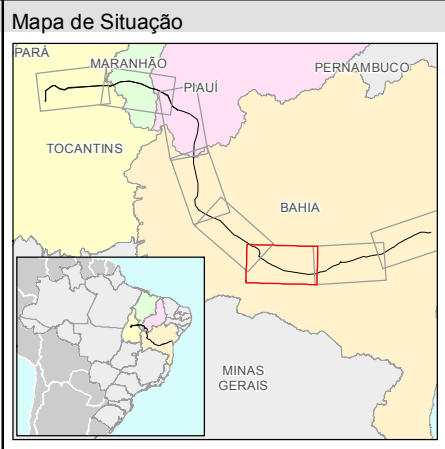 Mapa de Situação
PARÁ
MARANHÃO
PERNAMBUCO
PIAUÍ
TOCANTINS
BAHIA
MINAS
GERAIS